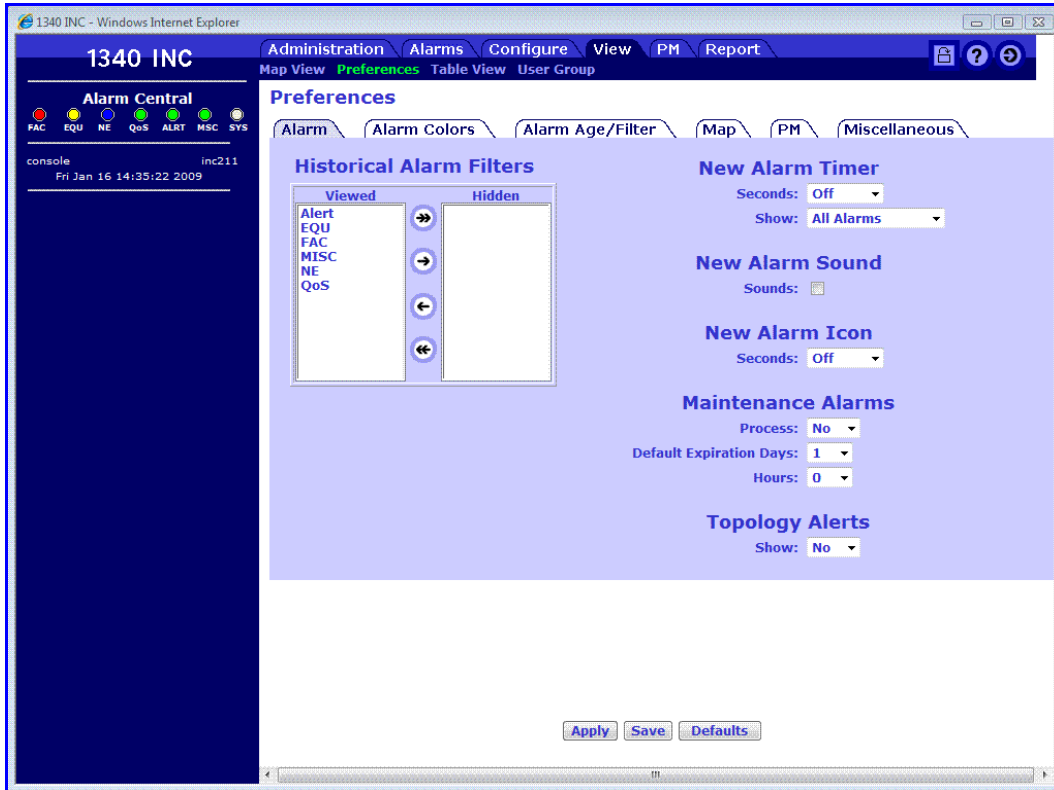 1340 INC - Windows Internet Explorer
1340 INC
Administration Alarms Configure View PM Report
Map View Preferences Table View User Group
Alarm Central
FAC EQU NE QoS ALRT MSC SYS
console inc211
Fri Jan 16 14:35:22 2009
Preferences
Alarm Alarm Colors Alarm Age/Filter Map PM Miscellaneous
Historical Alarm Filters
Viewed Hidden
Alert
EQU
FAC
MISC
NE
QoS
New Alarm Timer
Seconds: Off
Show: All Alarms
New Alarm Sound
Sounds:
New Alarm Icon
Seconds: Off
Maintenance Alarms
Process: No
Default Expiration Days: 1
Hours: 0
Topology Alerts
Show: No
Apply Save Defaults